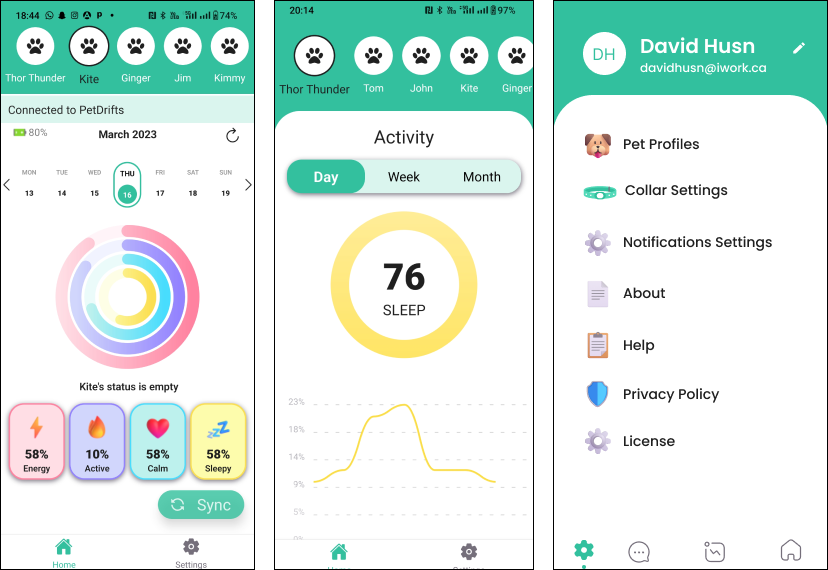 18:44 P 74%
Thor Thunder Kite Ginger Jim Kimmy
Connected to PetDrifts
80% March 2023
MON TUE WED THU FRI SAT SUN
13 14 15 16 17 18 19
Kite's status is empty
58% 10% 58% 58%
Energy Active Calm Sleepy
Sync
Home Settings
20:14 97%
Thor Thunder Tom John Kite Ginger
Activity
Day Week Month
76
SLEEP
23%
18%
14%
9%
5%
0%
Home Settings
DH David Husn
davidhusn@iwork.ca
Pet Profiles
Collar Settings
Notifications Settings
About
Help
Privacy Policy
License